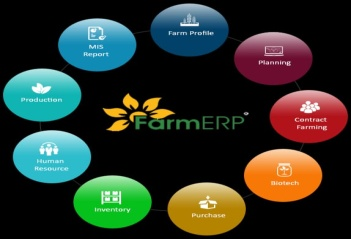 Farm Profile
Planning
Contract
Farming
Biotech
Purchase
Inventory
Human
Resource
Production
MIS
Report
FarmERP